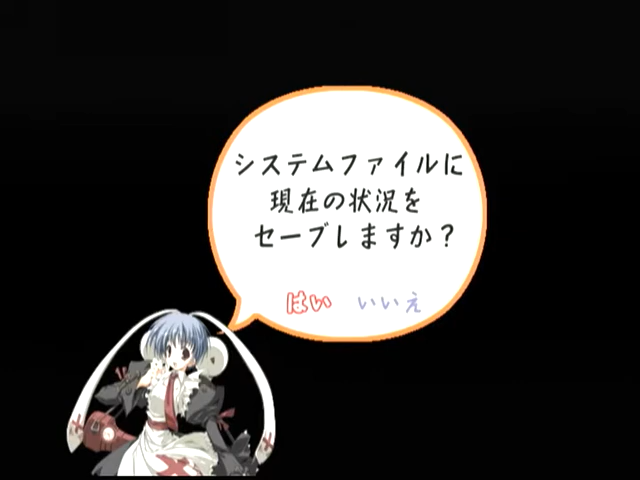 システムファイルに
現在の状況を
セーブしますか？
はい　いいえ